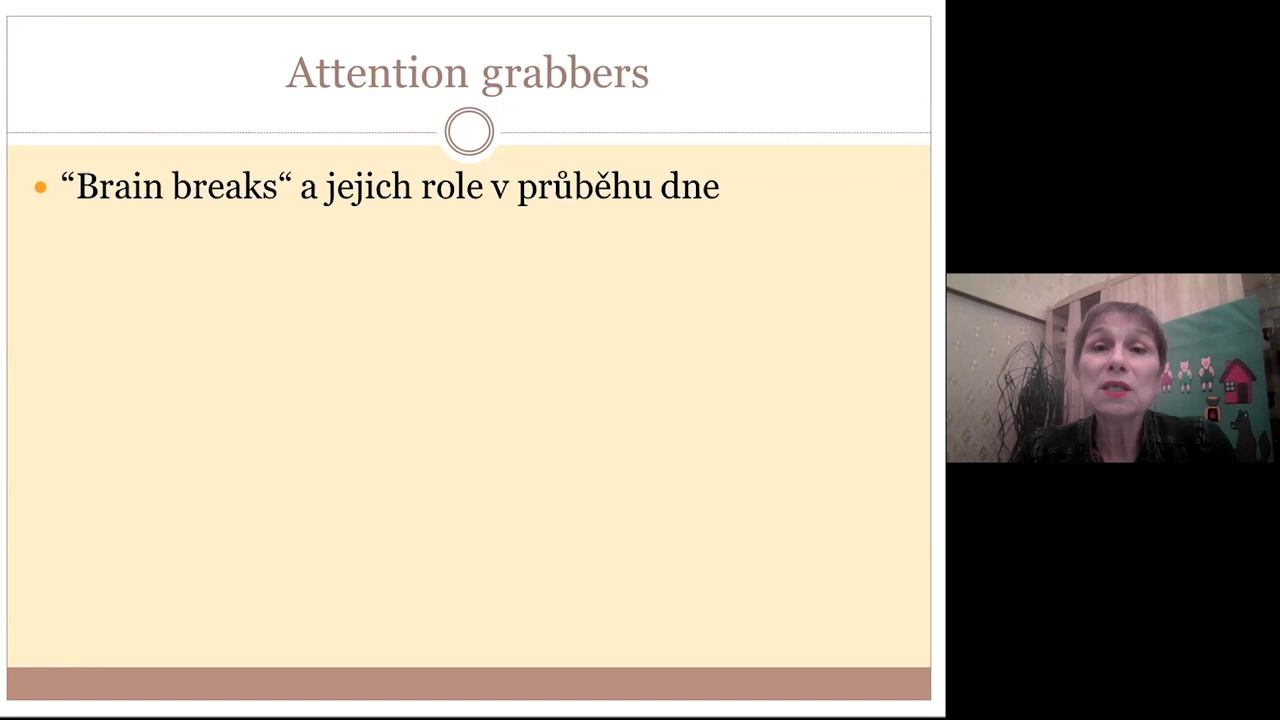 Attention grabbers
“Brain breaks“ a jejich role v průběhu dne